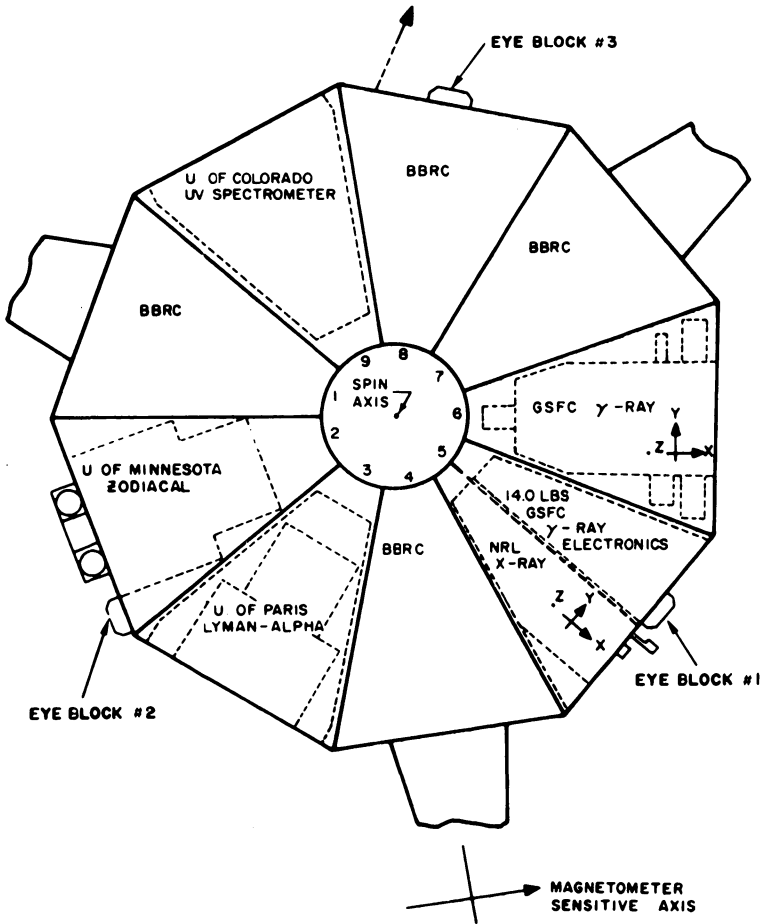 EYE BLOCK #3
U. OF COLORADO
UV SPECTROMETER
BBRC
BBRC
BBRC
9
8
7
SPIN
AXIS
1
6
2
5
3
4
GSFC γ-RAY
Y
Z
X
U OF MINNESOTA
ZODIACAL
14.0 LBS
GSFC
γ-RAY
ELECTRONICS
NRL
X-RAY
BBRC
U. OF PARIS
LYMAN-ALPHA
Z
Y
X
EYE BLOCK #1
EYE BLOCK #2
MAGNETOMETER
SENSITIVE AXIS